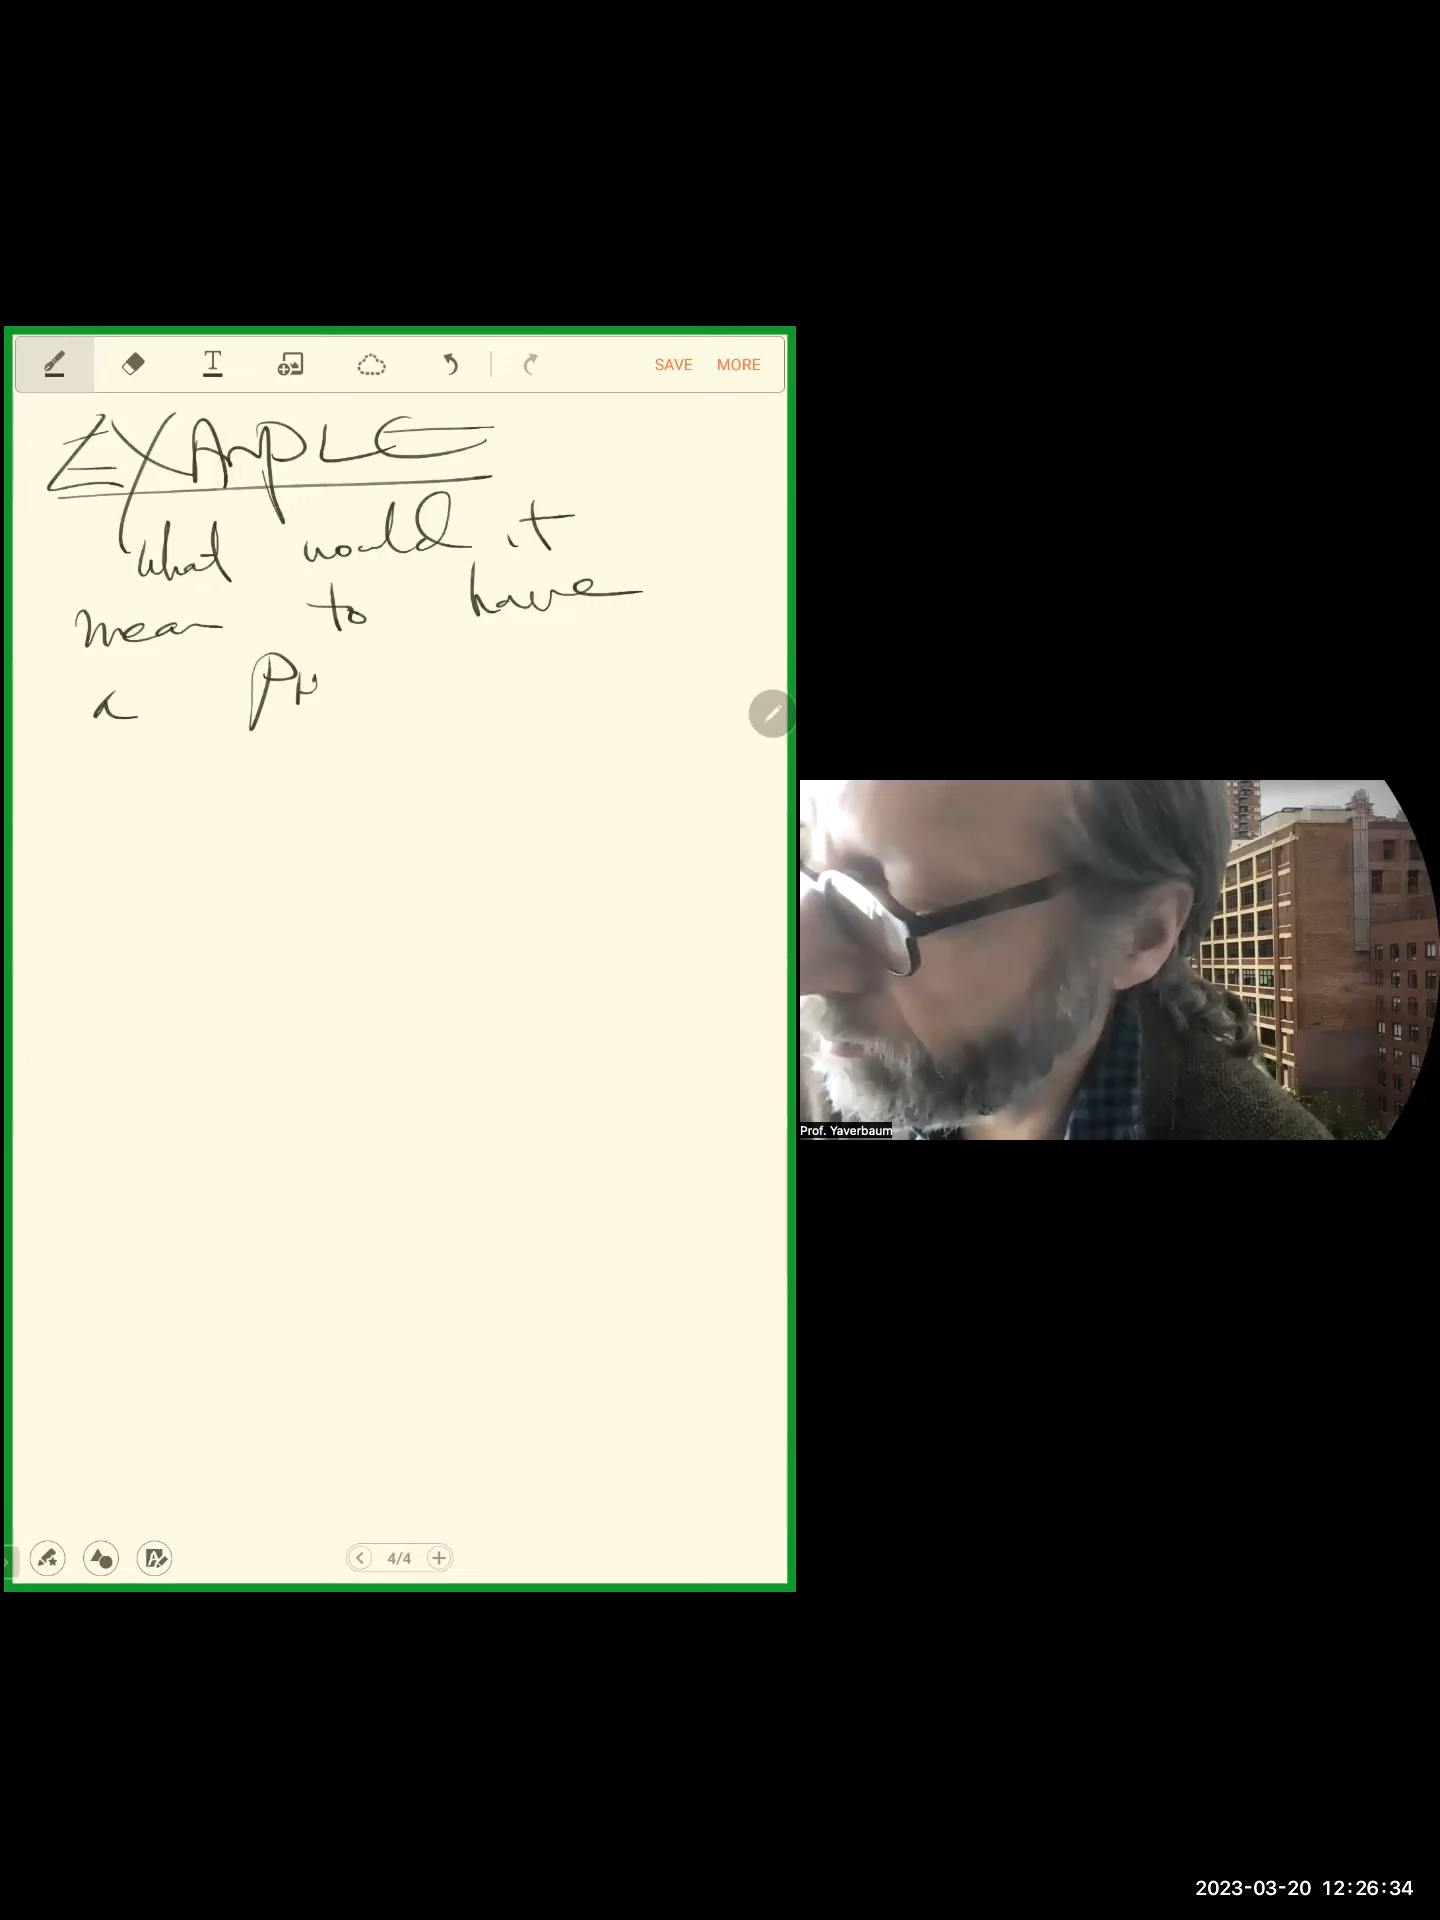 SAVE MORE
EXAMPLE
What would it
mean to have
a
4/4
Prof. Yaverbaum
2023-03-20 12:26:34